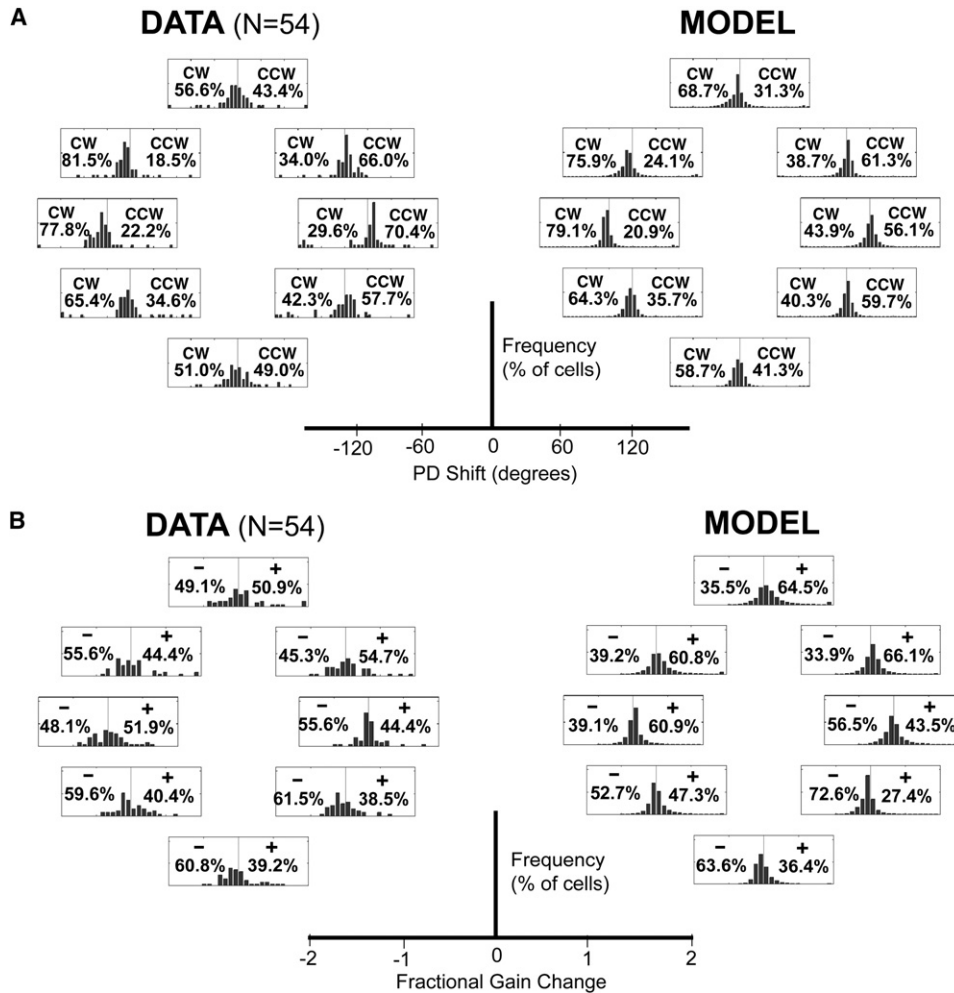 A
DATA (N=54)
MODEL
CW CCW
56.6% 43.4%
CW CCW
68.7% 31.3%
CW CCW
81.5% 18.5%
CW CCW
34.0% 66.0%
CW CCW
75.9% 24.1%
CW CCW
38.7% 61.3%
CW CCW
77.8% 22.2%
CW CCW
29.6% 70.4%
CW CCW
79.1% 20.9%
CW CCW
43.9% 56.1%
CW CCW
65.4% 34.6%
CW CCW
42.3% 57.7%
CW CCW
64.3% 35.7%
CW CCW
40.3% 59.7%
CW CCW
51.0% 49.0%
CW CCW
58.7% 41.3%
Frequency
(% of cells)
-120 -60 0 60 120
PD Shift (degrees)
B
DATA (N=54)
MODEL
− +
49.1% 50.9%
− +
35.5% 64.5%
− +
55.6% 44.4%
− +
45.3% 54.7%
− +
39.2% 60.8%
− +
33.9% 66.1%
− +
48.1% 51.9%
− +
55.6% 44.4%
− +
39.1% 60.9%
− +
56.5% 43.5%
− +
59.6% 40.4%
− +
61.5% 38.5%
− +
52.7% 47.3%
− +
72.6% 27.4%
− +
60.8% 39.2%
− +
63.6% 36.4%
Frequency
(% of cells)
-2 -1 0 1 2
Fractional Gain Change